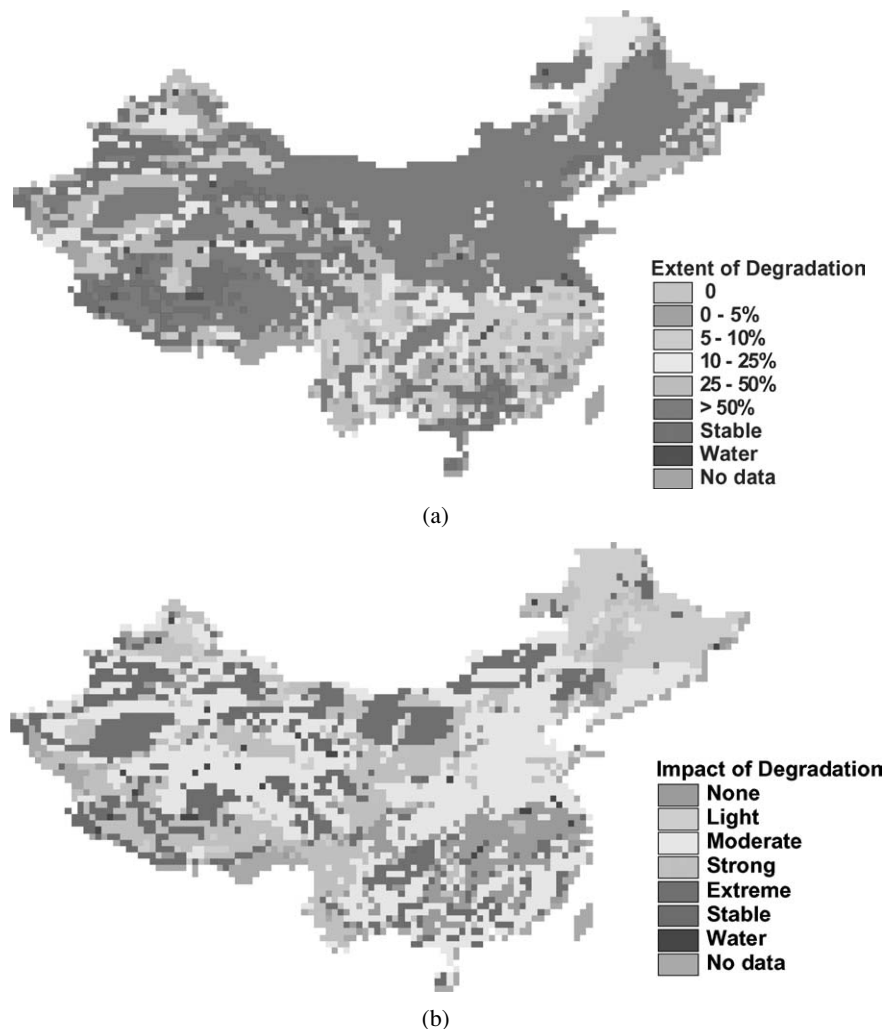 Extent of Degradation
0
0 - 5%
5 - 10%
10 - 25%
25 - 50%
> 50%
Stable
Water
No data
(a)
Impact of Degradation
None
Light
Moderate
Strong
Extreme
Stable
Water
No data
(b)